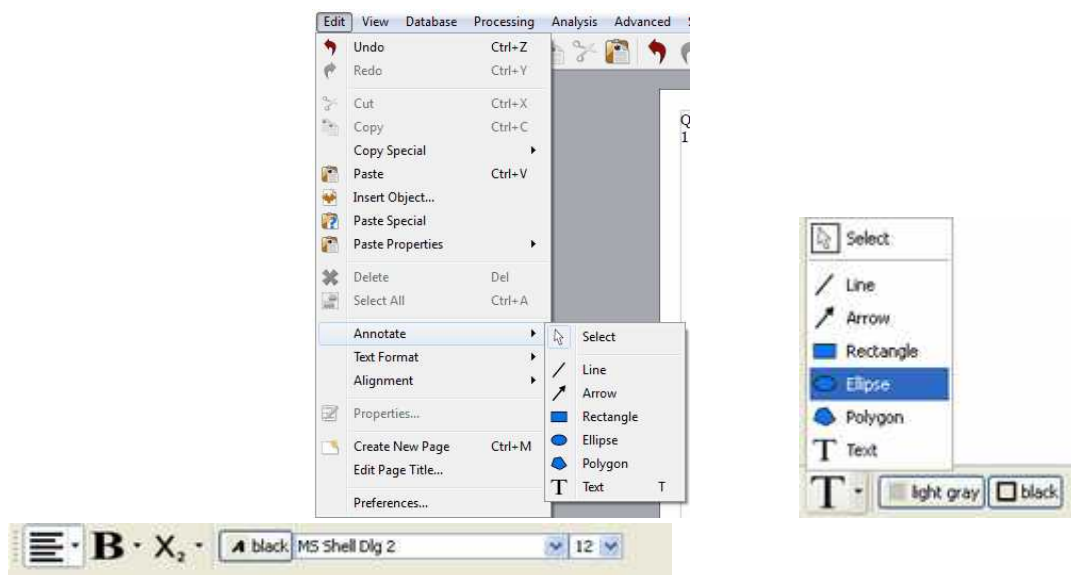 Edit View Database Processing Analysis Advanced
Undo Ctrl+Z
Redo Ctrl+Y
Cut Ctrl+X
Copy Ctrl+C
Copy Special
Paste Ctrl+V
Insert Object...
Paste Special
Paste Properties
Delete Del
Select All Ctrl+A
Annotate
Text Format
Alignment
Properties...
Create New Page Ctrl+M
Edit Page Title...
Preferences...
Select
Line
Arrow
Rectangle
Ellipse
Polygon
T Text T
Q
1
Select
Line
Arrow
Rectangle
Ellipse
Polygon
T Text
T light gray black
B X₂ A black MS Shell Dlg 2 12